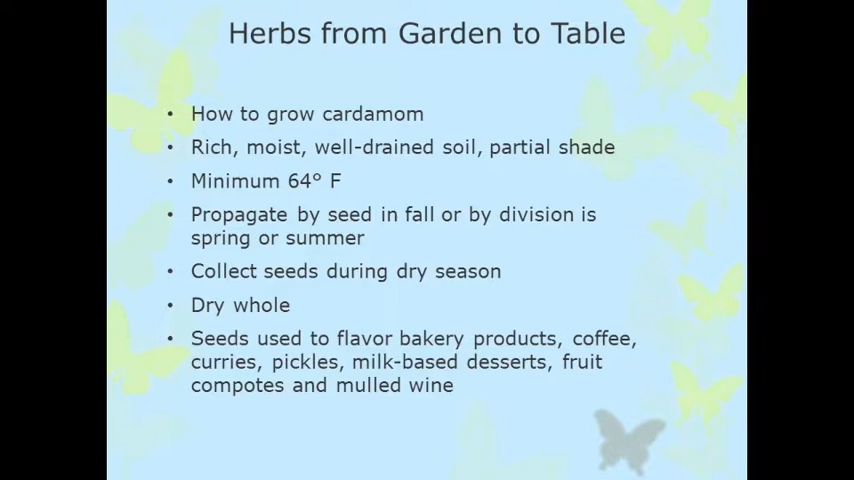 Herbs from Garden to Table
• How to grow cardamom
• Rich, moist, well-drained soil, partial shade
• Minimum 64° F
• Propagate by seed in fall or by division is
spring or summer
• Collect seeds during dry season
• Dry whole
• Seeds used to flavor bakery products, coffee,
curries, pickles, milk-based desserts, fruit
compotes and mulled wine